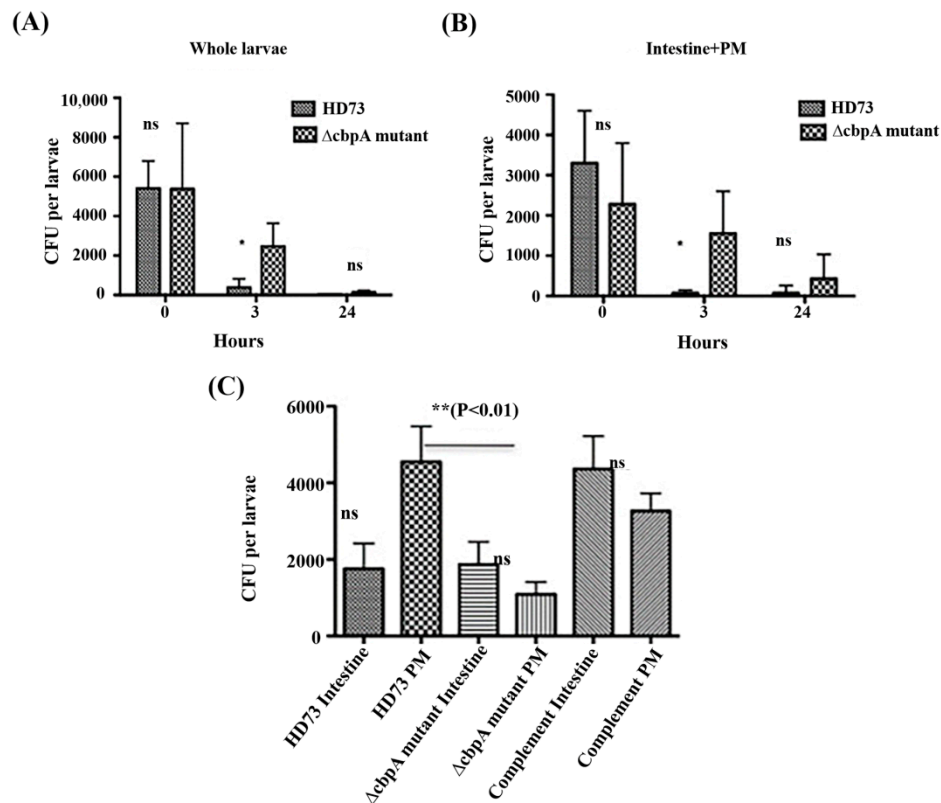 (A)
Whole larvae
10,000
8000
6000
4000
2000
0
CFU per larvae
ns
*
ns
HD73
ΔcbpA mutant
0 3 24
Hours
(B)
Intestine+PM
5000
4000
3000
2000
1000
0
CFU per larvae
ns
*
ns
HD73
ΔcbpA mutant
0 3 24
Hours
(C)
6000
4000
2000
0
CFU per larvae
**(P<0.01)
ns
ns
ns
HD73 Intestine
HD73 PM
ΔcbpA mutant Intestine
ΔcbpA mutant PM
Complement Intestine
Complement PM